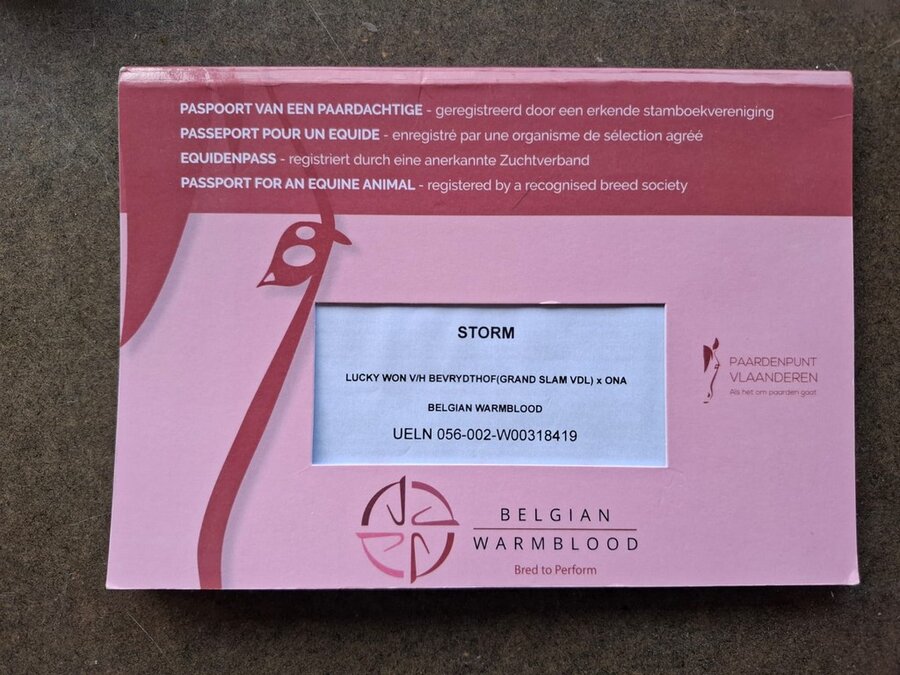 PASPOORT VAN EEN PAARDACHTIGE - geregistreerd door een erkende stamboekvereniging
PASSEPORT POUR UN EQUIDE - enregistré par une organisme de sélection agréé
EQUIDENPASS - registriert durch eine anerkannte Zuchtverband
PASSPORT FOR AN EQUINE ANIMAL - registered by a recognised breed society
STORM
LUCKY WON V/H BEVRYDTHOF(GRAND SLAM VDL) x ONA
BELGIAN WARMBLOOD
UELN 056-002-W00318419
PAARDENPUNT
VLAANDEREN
Als het om paarden gaat
BELGIAN
WARMBLOOD
Bred to Perform